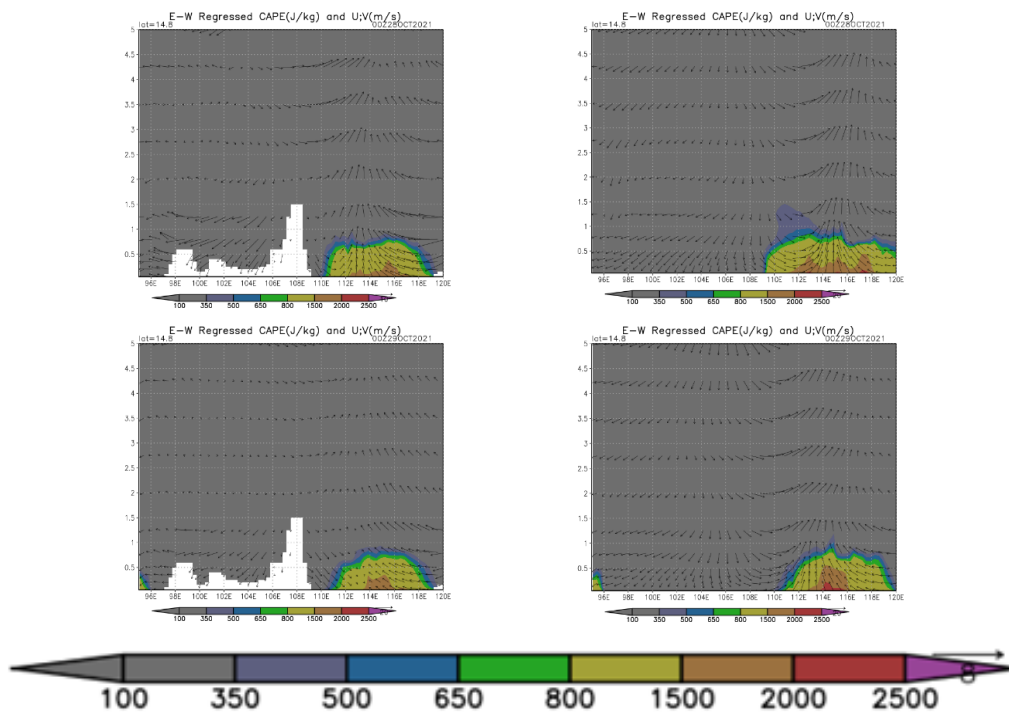 E-W Regressed CAPE(J/kg) and U;V(m/s)
lat=14.8 00Z28OCT2021
5
4.5
4
3.5
3
2.5
2
1.5
1
0.5
96E 98E 100E 102E 104E 106E 108E 110E 112E 114E 116E 118E 120E
100 350 500 650 800 1500 2000 2500
E-W Regressed CAPE(J/kg) and U;V(m/s)
lat=14.8 00Z28OCT2021
5
4.5
4
3.5
3
2.5
2
1.5
1
0.5
96E 98E 100E 102E 104E 106E 108E 110E 112E 114E 116E 118E 120E
100 350 500 650 800 1500 2000 2500
E-W Regressed CAPE(J/kg) and U;V(m/s)
lat=14.8 00Z29OCT2021
5
4.5
4
3.5
3
2.5
2
1.5
1
0.5
96E 98E 100E 102E 104E 106E 108E 110E 112E 114E 116E 118E 120E
100 350 500 650 800 1500 2000 2500
E-W Regressed CAPE(J/kg) and U;V(m/s)
lat=14.8 00Z29OCT2021
5
4.5
4
3.5
3
2.5
2
1.5
1
0.5
96E 98E 100E 102E 104E 106E 108E 110E 112E 114E 116E 118E 120E
100 350 500 650 800 1500 2000 2500
8
100 350 500 650 800 1500 2000 2500